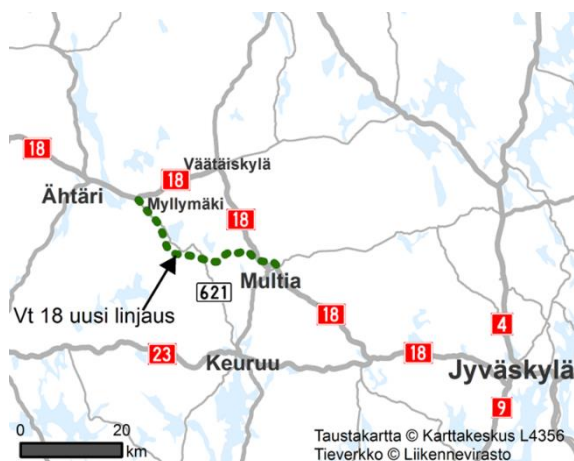 18
Väätäiskylä
18
Ähtäri
Myllymäki
18
Multia
621
Vt 18 uusi linjaus
18
4
23
Keuruu
18
Jyväskylä
9
0 20
km
Taustakartta © Karttakeskus L4356
Tieverkko © Liikennevirasto